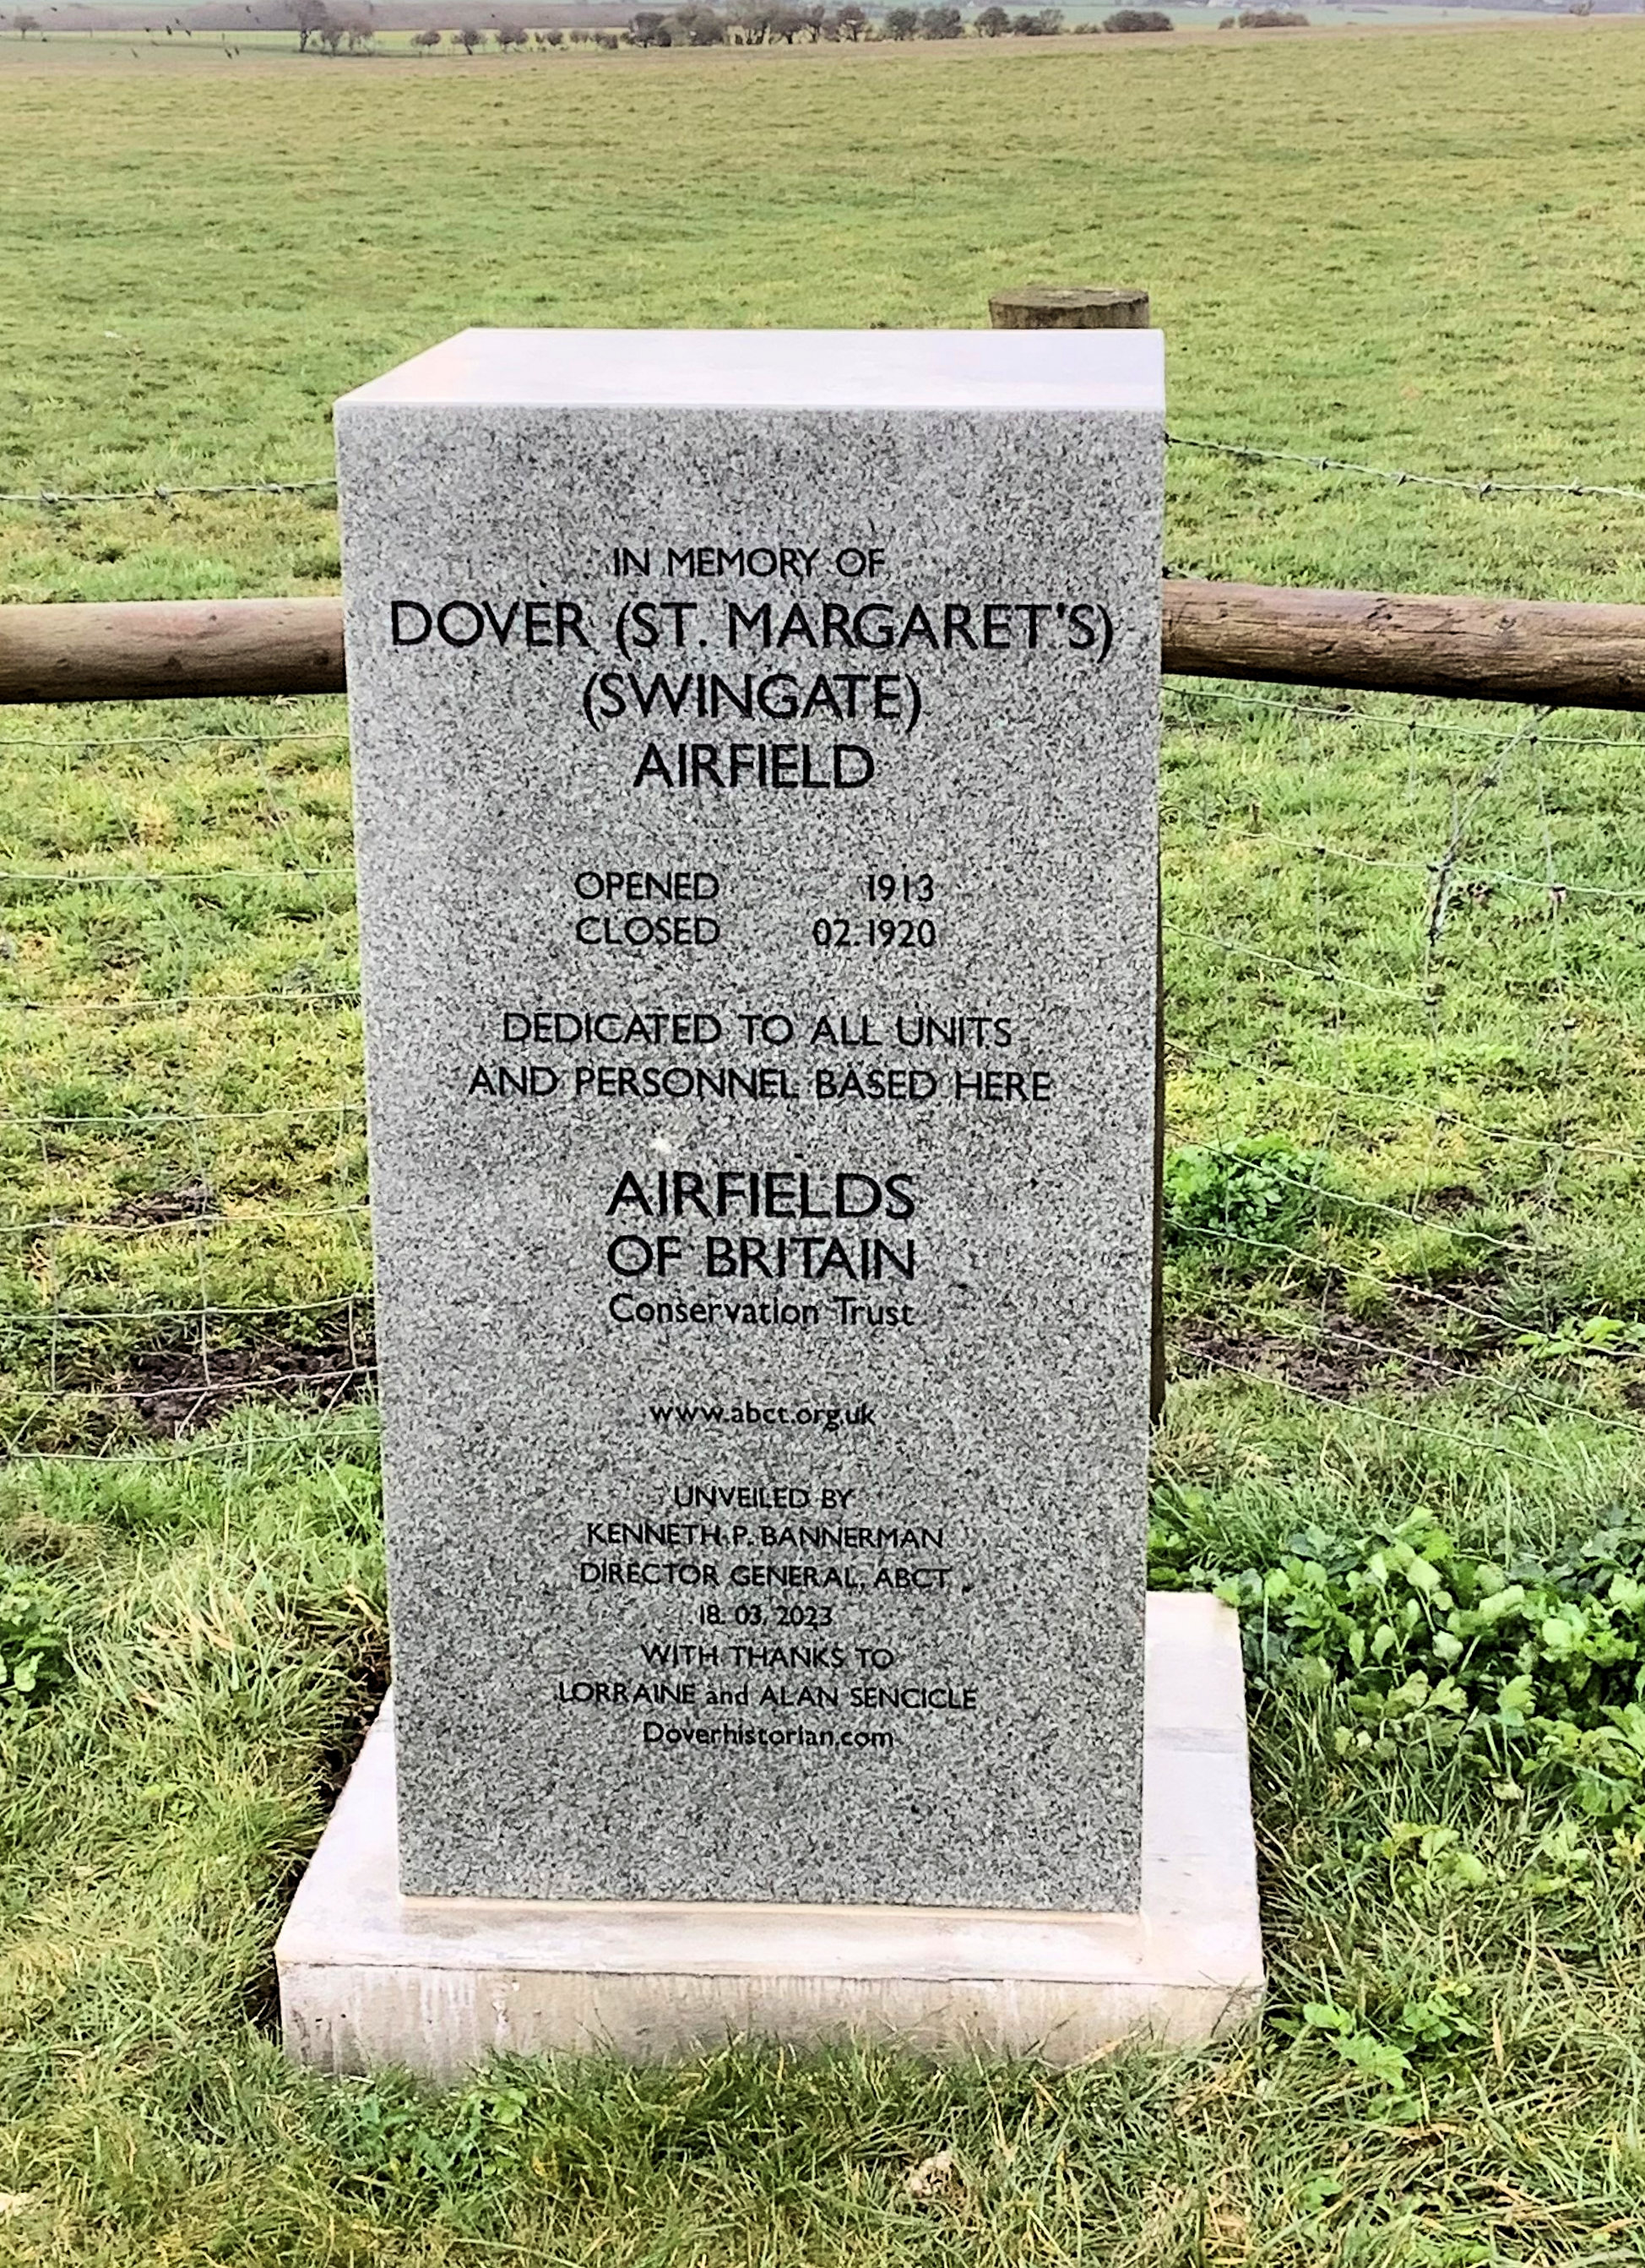 IN MEMORY OF
DOVER (ST. MARGARET'S)
(SWINGATE)
AIRFIELD
OPENED 1913
CLOSED 02.1920
DEDICATED TO ALL UNITS
AND PERSONNEL BASED HERE
AIRFIELDS
OF BRITAIN
Conservation Trust
www.abct.org.uk
UNVEILED BY
KENNETH P. BANNERMAN
DIRECTOR GENERAL, ABCT
18. 03. 2023
WITH THANKS TO
LORRAINE and ALAN SENCICLE
Doverhistorian.com